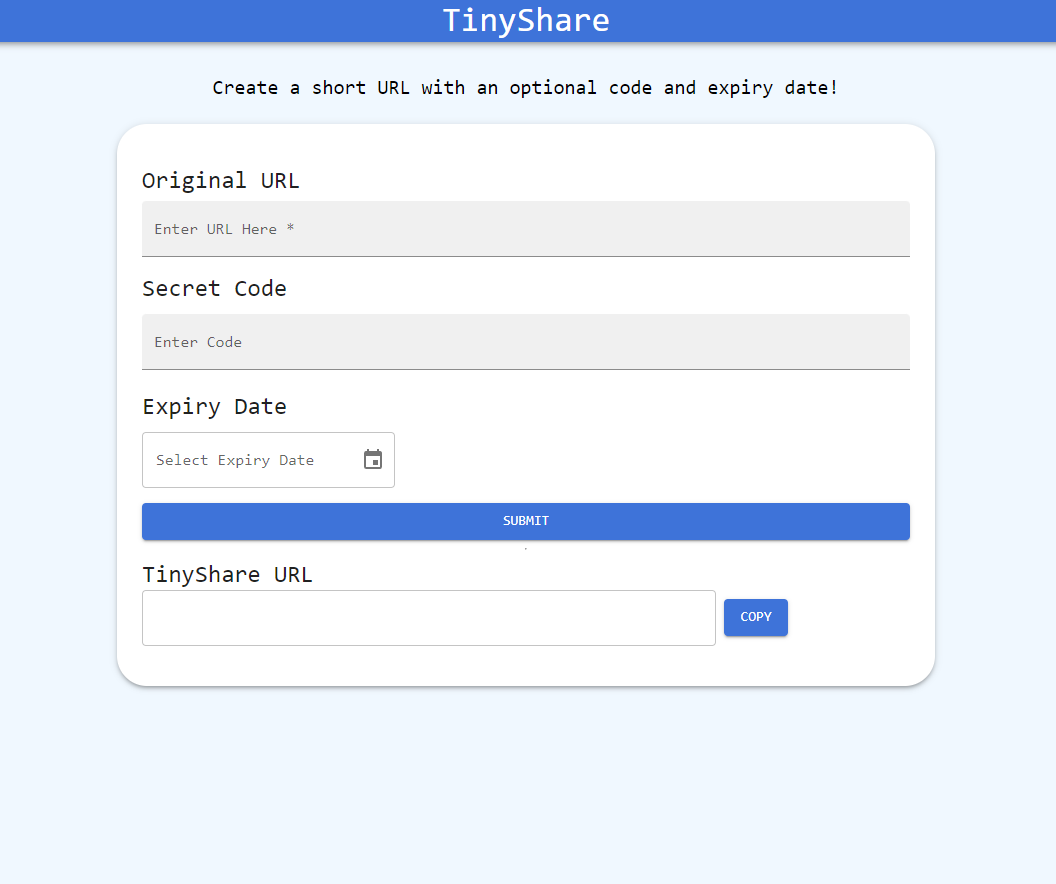 TinyShare
Create a short URL with an optional code and expiry date!
Original URL
Enter URL Here *
Secret Code
Enter Code
Expiry Date
Select Expiry Date
SUBMIT
.
TinyShare URL
COPY